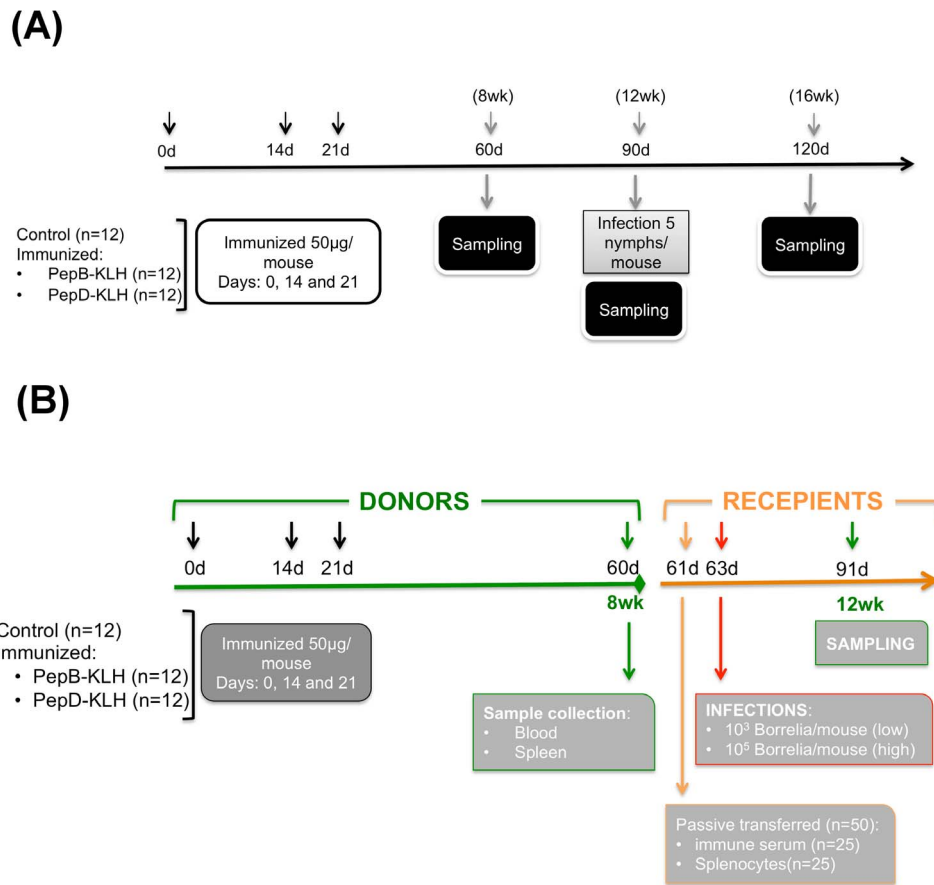 (A)
(8wk) (12wk) (16wk)
0d 14d 21d 60d 90d 120d
Control (n=12)
Immunized:
• PepB-KLH (n=12)
• PepD-KLH (n=12)
Immunized 50µg/
mouse
Days: 0, 14 and 21
Sampling
Infection 5
nymphs/
mouse
Sampling
Sampling
(B)
DONORS RECEPIENTS
0d 14d 21d 60d 61d 63d 91d
8wk 12wk
Control (n=12)
mmunized:
• PepB-KLH (n=12)
• PepD-KLH (n=12)
Immunized 50µg/
mouse
Days: 0, 14 and 21
SAMPLING
Sample collection:
• Blood
• Spleen
INFECTIONS:
• 10³ Borrelia/mouse (low)
• 10⁵ Borrelia/mouse (high)
Passive transferred (n=50):
• immune serum (n=25)
• Splenocytes(n=25)